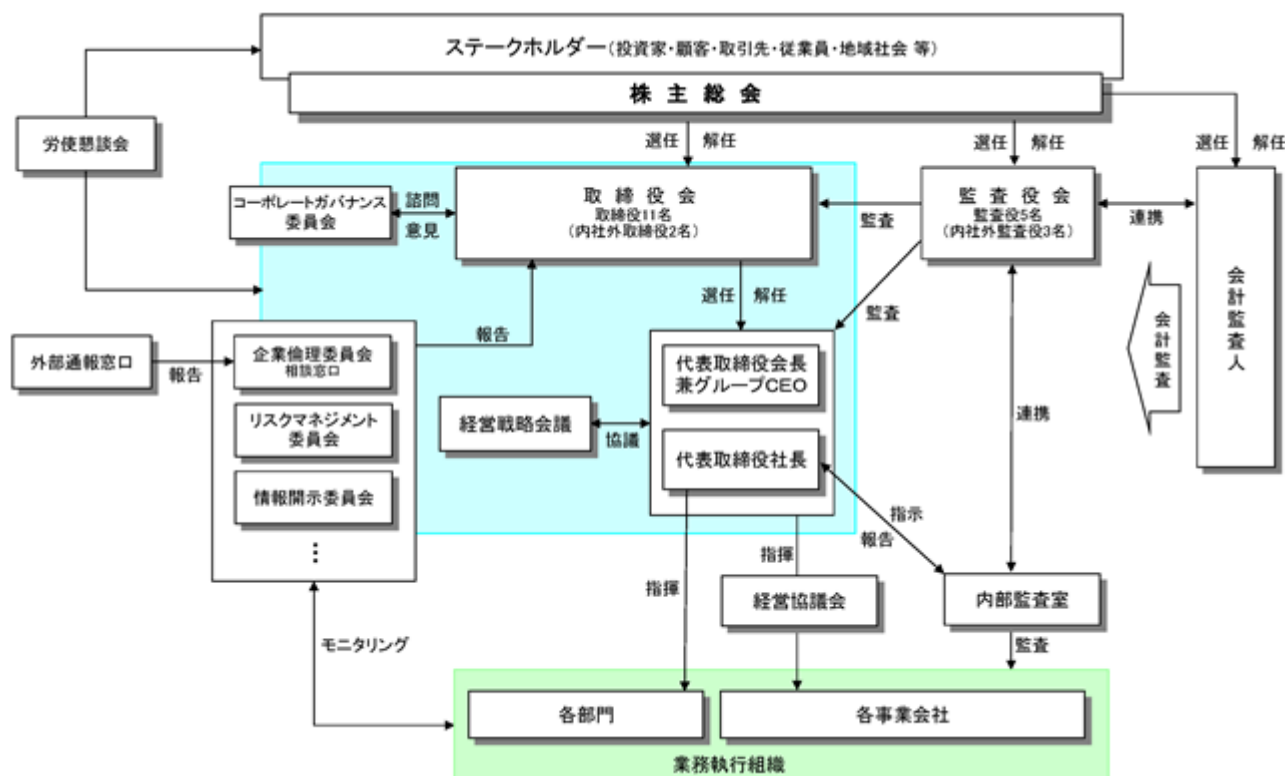 ステークホルダー(投資家・顧客・取引先・従業員・地域社会 等)
株主総会
労使懇談会
選任 解任
選任 解任
選任 解任
コーポレートガバナンス
委員会
諮問
意見
取締役会
取締役11名
(内社外取締役2名)
監査
監査役会
監査役5名
(内社外監査役3名)
連携
会計監査人
会計監査
選任 解任
監査
報告
外部通報窓口
報告
企業倫理委員会
相談窓口
リスクマネジメント
委員会
情報開示委員会
⋮
経営戦略会議
協議
代表取締役会長
兼グループCEO
代表取締役社長
連携
指示
報告
指揮
指揮
経営協議会
内部監査室
監査
モニタリング
各部門
各事業会社
業務執行組織